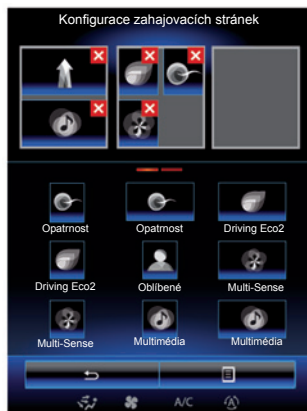 Konfigurace zahajovacích stránek
Opatrnost Opatrnost Driving Eco2
Driving Eco2 Oblíbené Multi-Sense
Multi-Sense Multimédia Multimédia
A/C